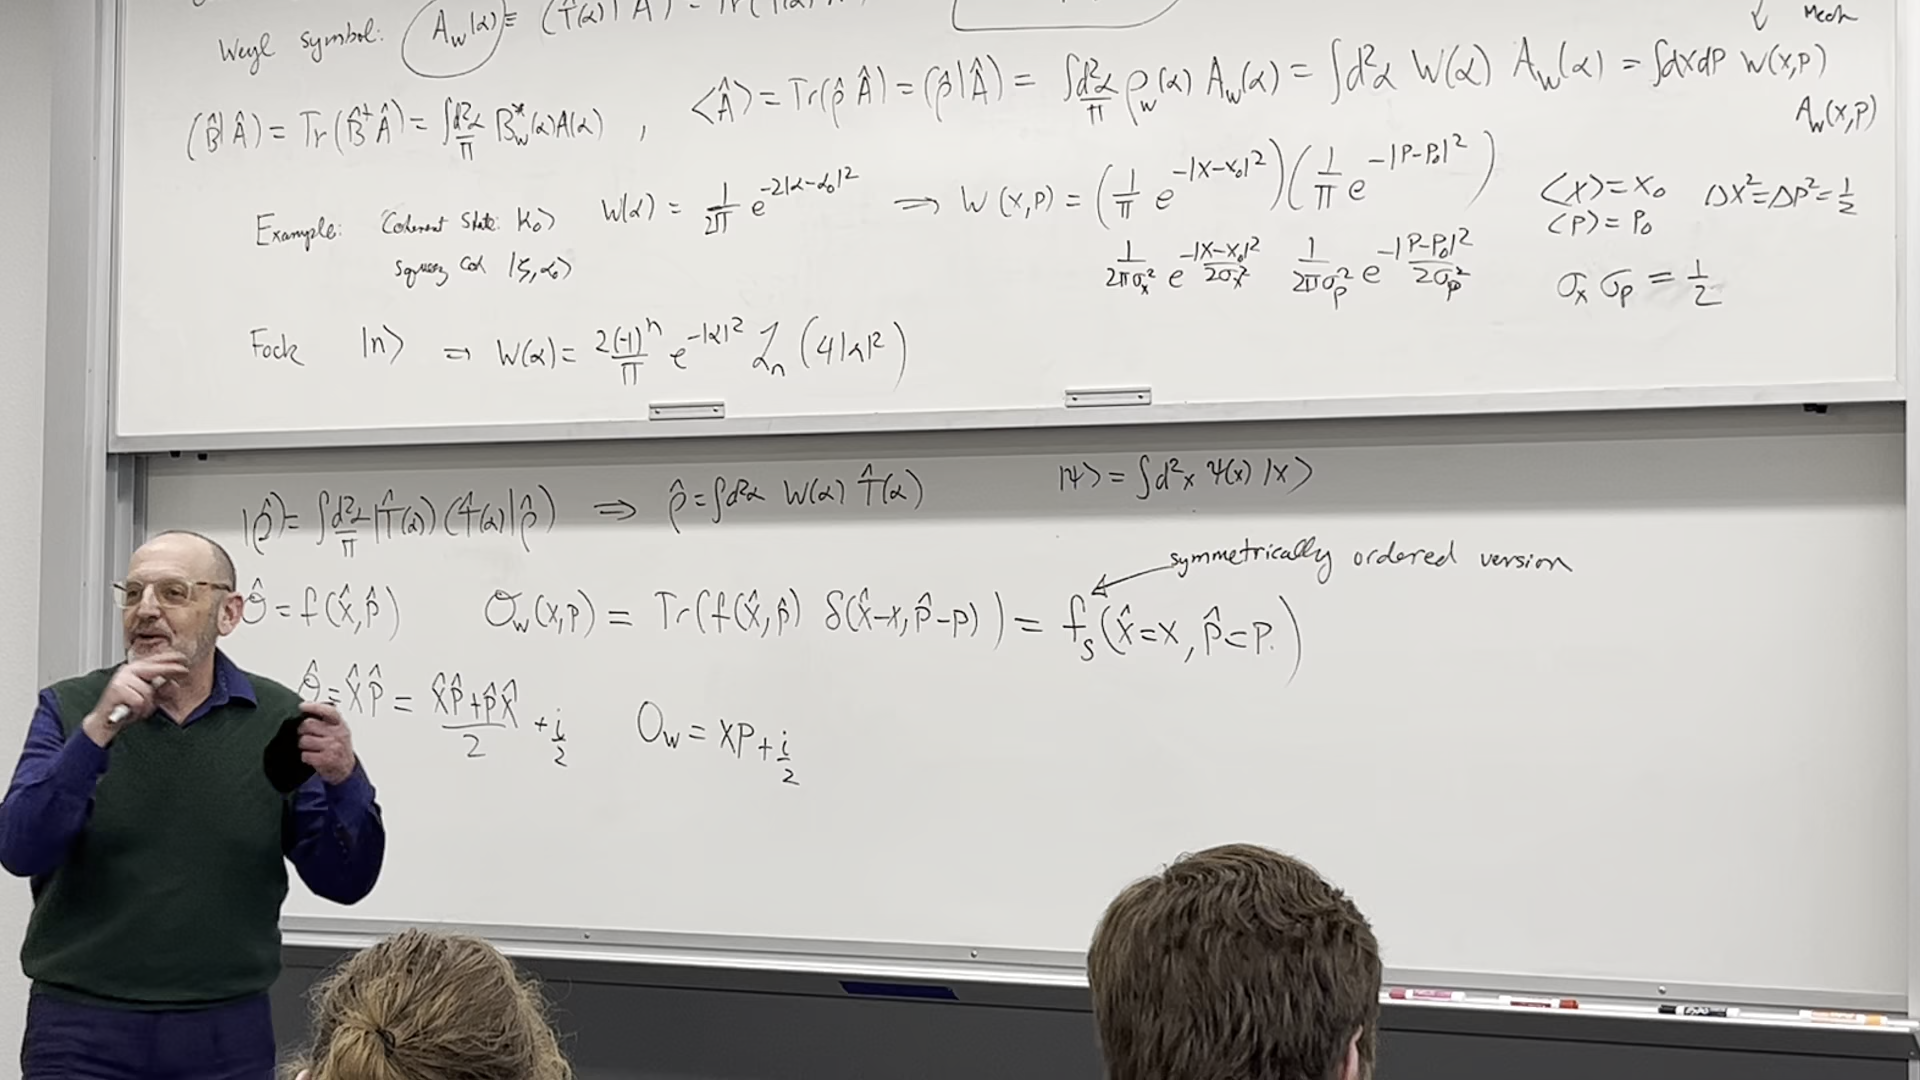 Weyl symbol: A_w(α) ≡ (T̂(α)| Â) =
↓ Mech
(B̂|Â) = Tr(B̂†Â) = ∫d²α/π B_w*(α)A(α) , ⟨Â⟩ = Tr(ρ̂ Â) = (ρ̂|Â) = ∫d²α/π ρ_w(α) A_w(α) = ∫d²α W(α) A_w(α) = ∫dxdp W(x,p)
A_w(x,p)
Example: Coherent State: |α₀⟩ W(α) = 1/2π e^{-2|α-α₀|²} ⇒ W(x,p) = (1/π e^{-|x-x₀|²})(1/π e^{-|p-p₀|²}) ⟨x⟩=x₀ Δx²=Δp²=1/2
⟨p⟩=p₀
|ζ,α₀⟩ 1/2πσ_x² e^{-|x-x₀|²/2σ_x²} 1/2πσ_p² e^{-|p-p₀|²/2σ_p²} σ_x σ_p = 1/2
Fock |n⟩ ⇒ W(α) = 2(-1)ⁿ/π e^{-|α|²} L_n (4|α|²)
|ρ̂) = ∫d²α/π |T̂(α)) (T̂(α)|ρ̂) ⇒ ρ̂ = ∫d²α W(α) T̂(α) |ψ⟩ = ∫d²x ψ(x) |x⟩
symmetrically ordered version
Ô = f(x̂,p̂) O_w(x,p) = Tr(f(x̂,p̂) δ(x̂-x,p̂-p)) = f_s(x̂=x, p̂=p.)
Ô = x̂p̂ = x̂p̂+p̂x̂/2 + i/2 O_w = xp + i/2
EXPO